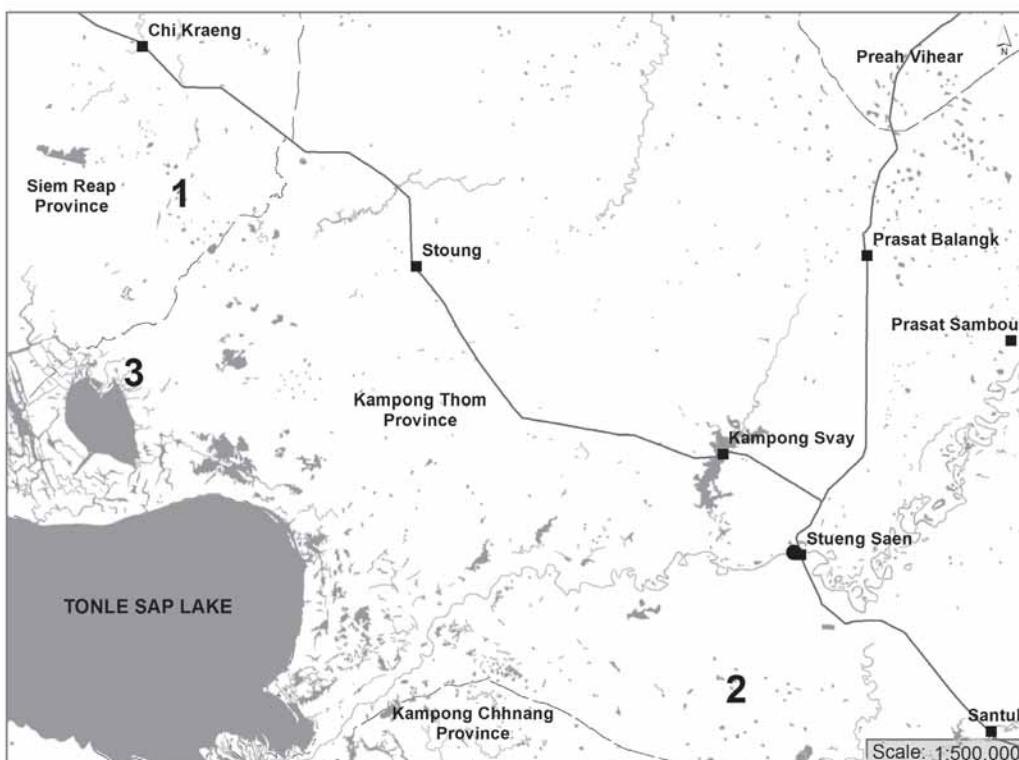 Chi Kraeng
N
Preah Vihear
Siem Reap
Province
1
Prasat Balangk
Stoung
Prasat Sambou
3
Kampong Thom
Province
Kampong Svay
Stueng Saen
TONLE SAP LAKE
2
Kampong Chhnang
Province
Santuk
Scale: 1:500,000